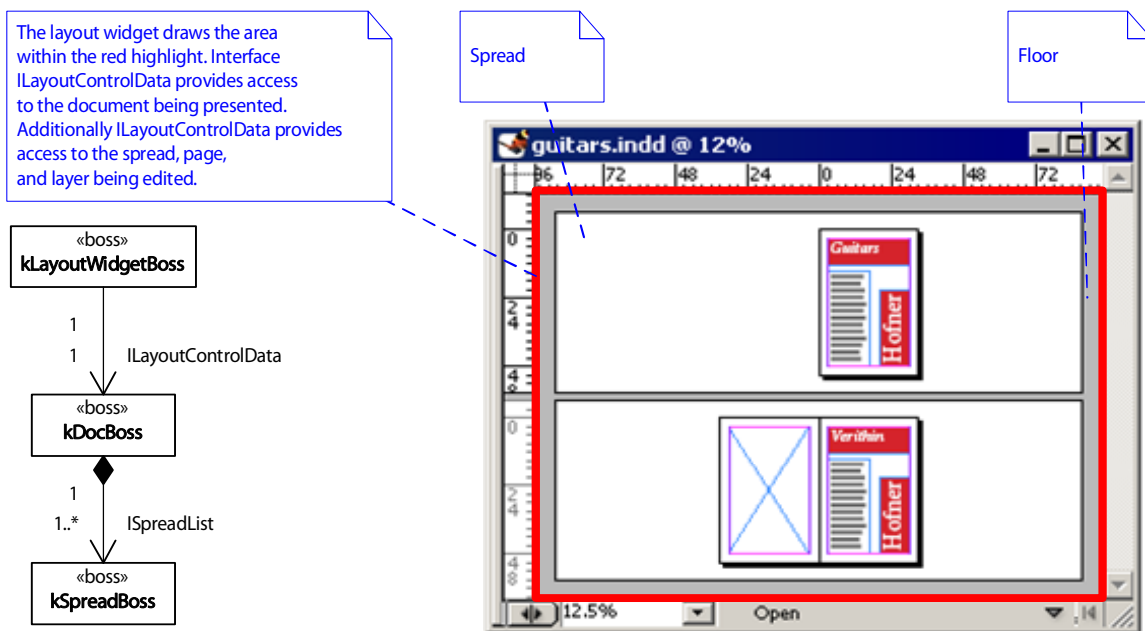 The layout widget draws the area
within the red highlight. Interface
ILayoutControlData provides access
to the document being presented.
Additionally ILayoutControlData provides
access to the spread, page,
and layer being edited.
Spread
Floor
«boss»
kLayoutWidgetBoss
1
1 ILayoutControlData
«boss»
kDocBoss
1
1..* ISpreadList
«boss»
kSpreadBoss
guitars.indd @ 12%
96 72 48 24 0 24 48 72
0
24
48
Guitars
Hofner
0
24
48
Verithin
Hofner
12.5% Open